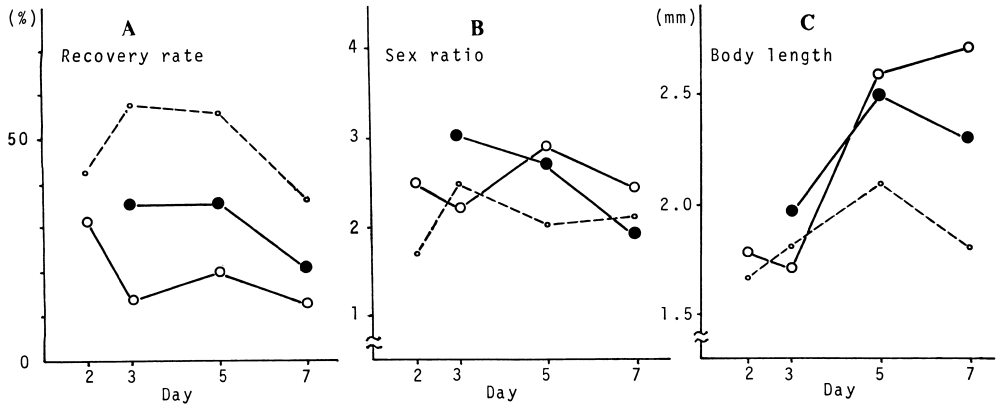 (%)
A
Recovery rate
50
0
2 3 5 7
Day
B
Sex ratio
4
3
2
1
2 3 5 7
Day
(mm)
C
Body length
2.5
2.0
1.5
2 3 5 7
Day